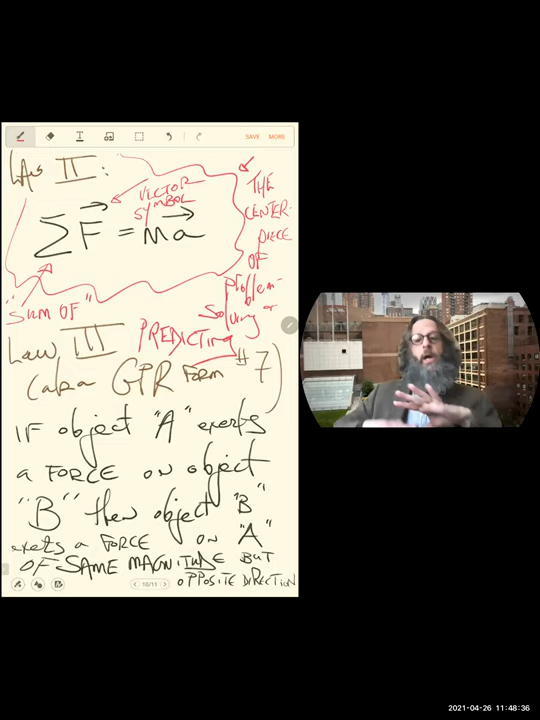 SAVE MORE
Law II:
VECTOR
SYMBOL
∑F = ma
THE
CENTER-
PIECE
OF
Problem-
Solving or
PREDICTING
"SUM OF"
Law III
(aka GPR FORM #7)
IF object "A" exerts
a FORCE ON object
"B" then object "B"
exerts a FORCE ON "A"
OF SAME MAGNITUDE BUT
OPPOSITE DIRECTION
10/11
2021-04-26 11:48:36